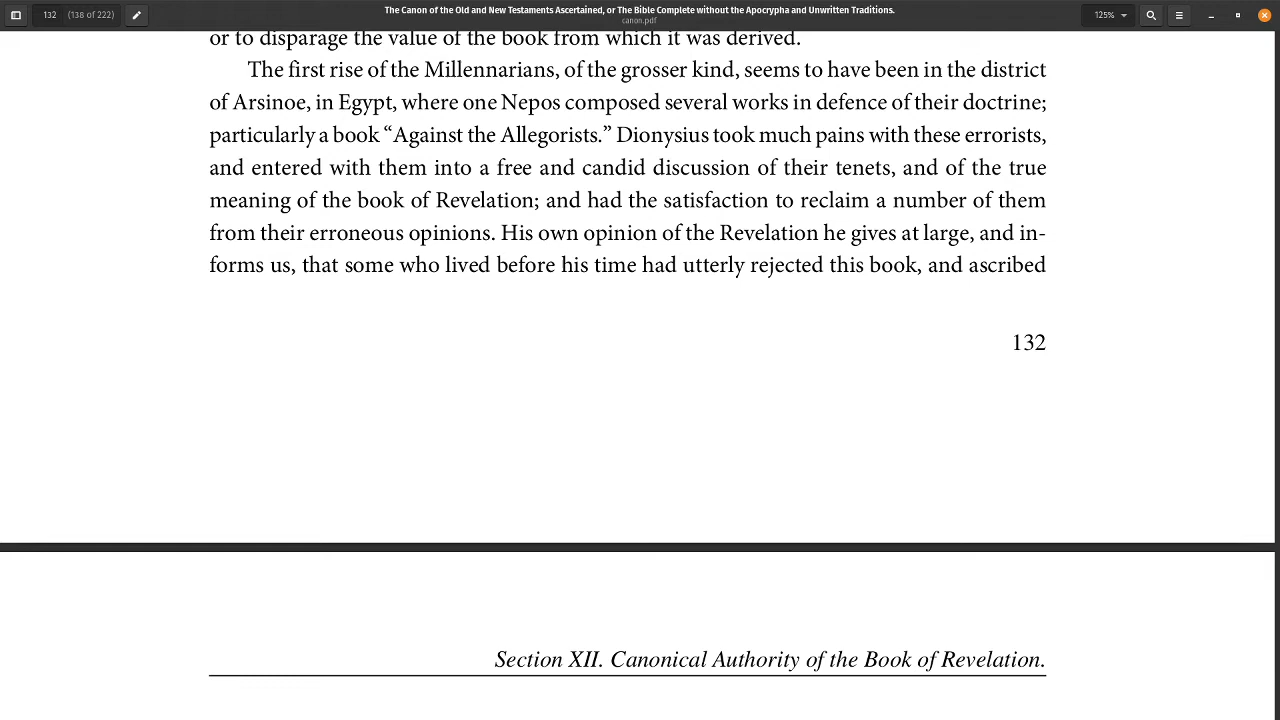 132 (138 of 222)
The Canon of the Old and New Testaments Ascertained, or The Bible Complete without the Apocrypha and Unwritten Traditions.
canon.pdf
125%
or to disparage the value of the book from which it was derived.
The first rise of the Millennarians, of the grosser kind, seems to have been in the district
of Arsinoe, in Egypt, where one Nepos composed several works in defence of their doctrine;
particularly a book “Against the Allegorists.” Dionysius took much pains with these errorists,
and entered with them into a free and candid discussion of their tenets, and of the true
meaning of the book of Revelation; and had the satisfaction to reclaim a number of them
from their erroneous opinions. His own opinion of the Revelation he gives at large, and in-
forms us, that some who lived before his time had utterly rejected this book, and ascribed
132
Section XII. Canonical Authority of the Book of Revelation.